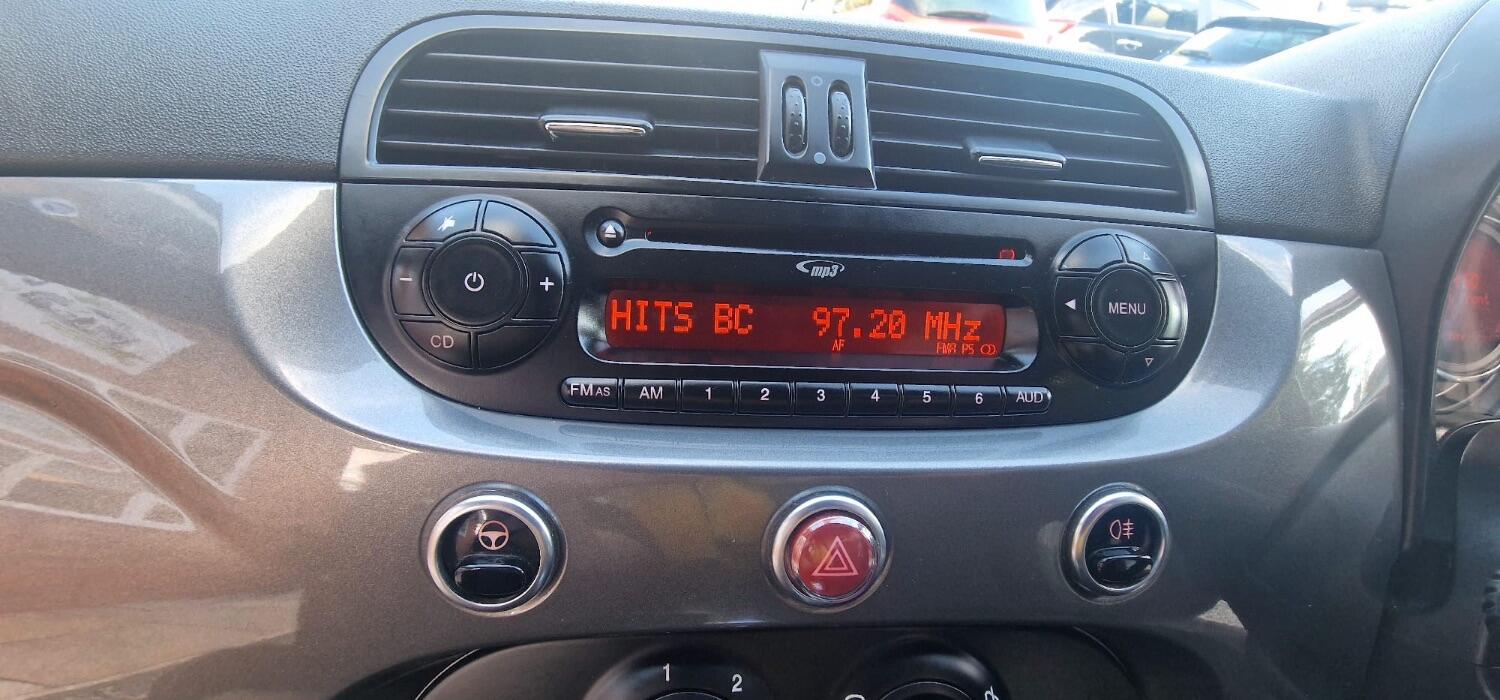 mp3
HITS BC 97.20 MHz
AF FMB PS
CD
MENU
FM AS AM 1 2 3 4 5 6 AUD
1 2